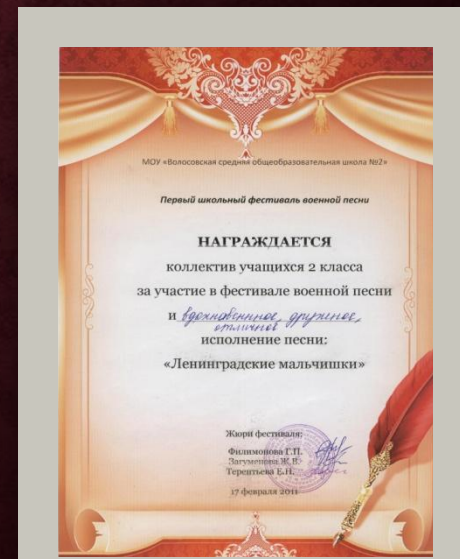 МОУ «Волосовская средняя общеобразовательная школа №2»
Первый школьный фестиваль военной песни
НАГРАЖДАЕТСЯ
коллектив учащихся 2 класса
за участие в фестивале военной песни
и вдохновенное, дружное,
отличное
исполнение песни:
«Ленинградские мальчишки»
Жюри фестиваля:
Филимонова Г.П.
Загуменова Ж.В.
Терентьева Е.Н.
17 февраля 2011